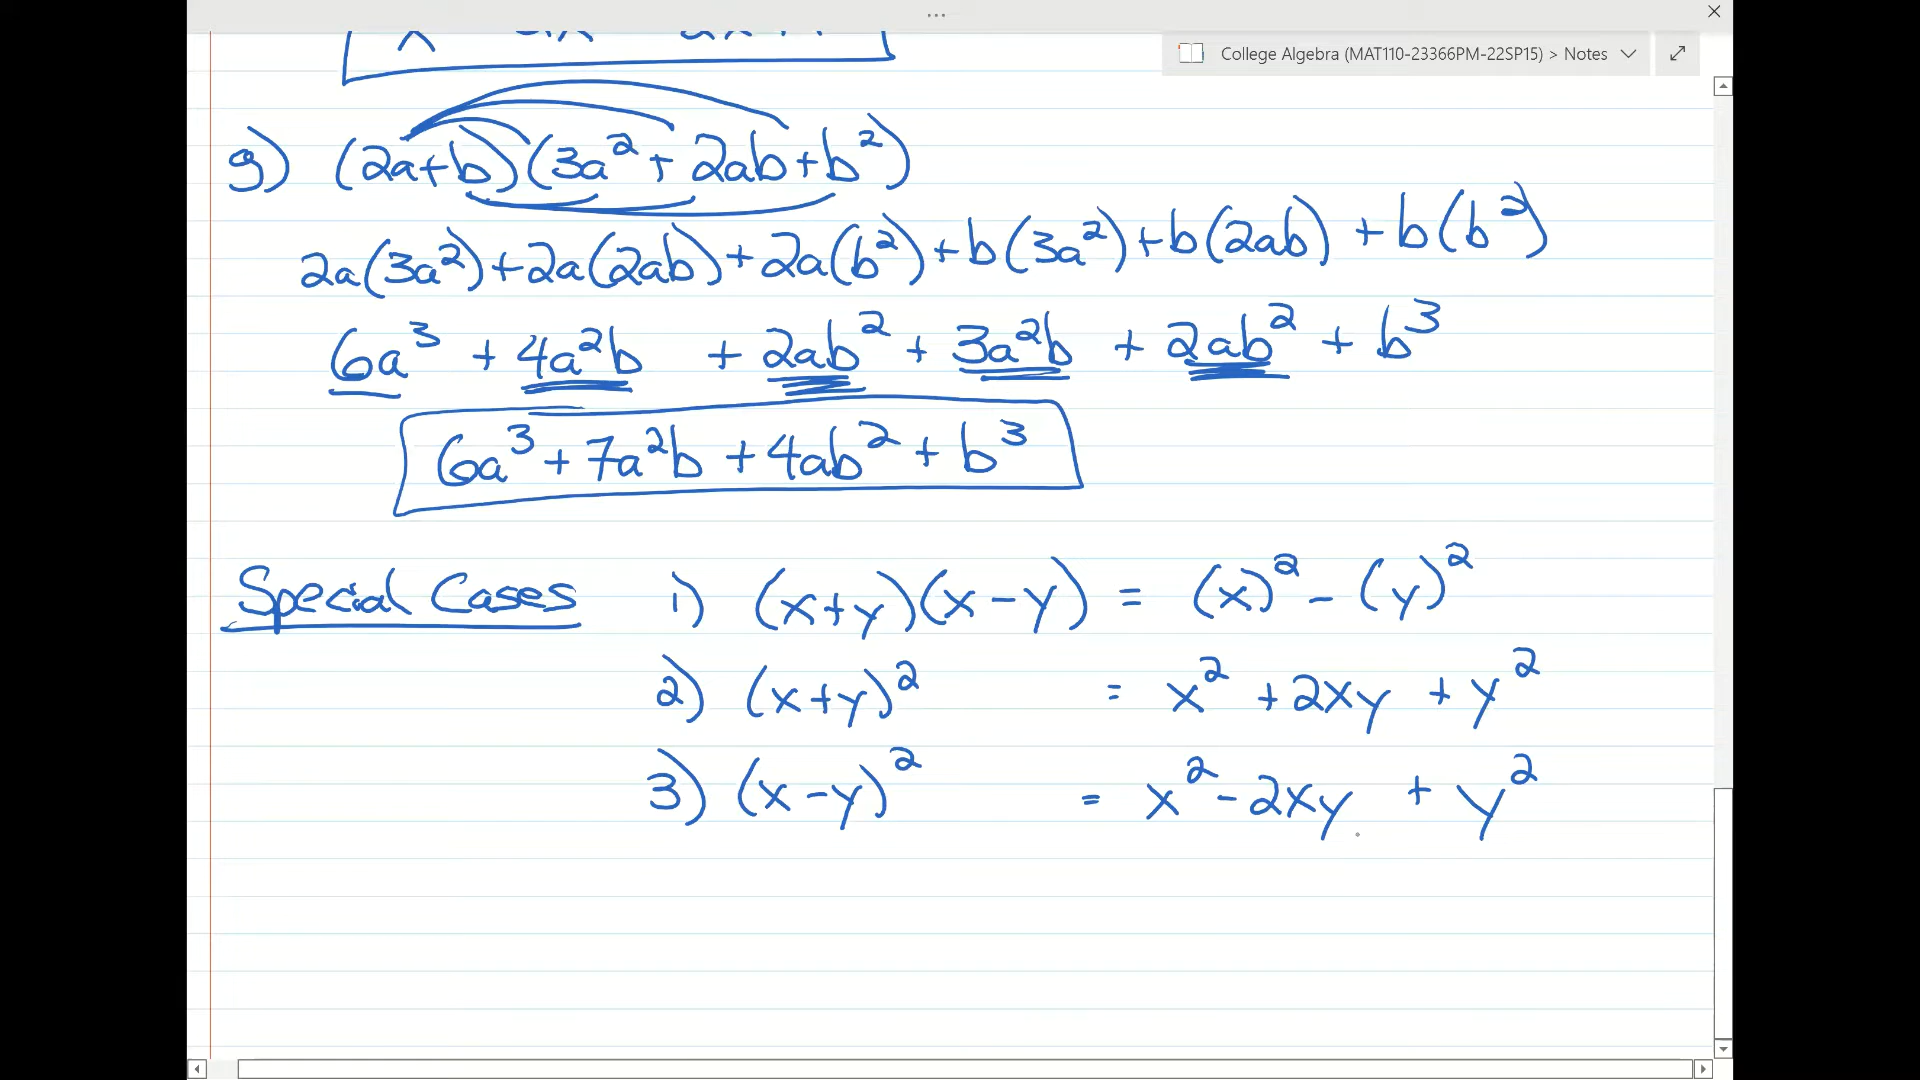 ...
College Algebra (MAT110-23366PM-22SP15) > Notes
g) (2a+b)(3a² + 2ab+b²)
2a(3a²)+2a(2ab)+2a(b²)+b(3a²)+b(2ab) + b(b²)
6a³ + 4a²b + 2ab² + 3a²b + 2ab² + b³
6a³ + 7a²b + 4ab² + b³
Special Cases 1) (x+y)(x-y) = (x)² - (y)²
2) (x+y)² = x² + 2xy + y²
3) (x-y)² = x² - 2xy + y²